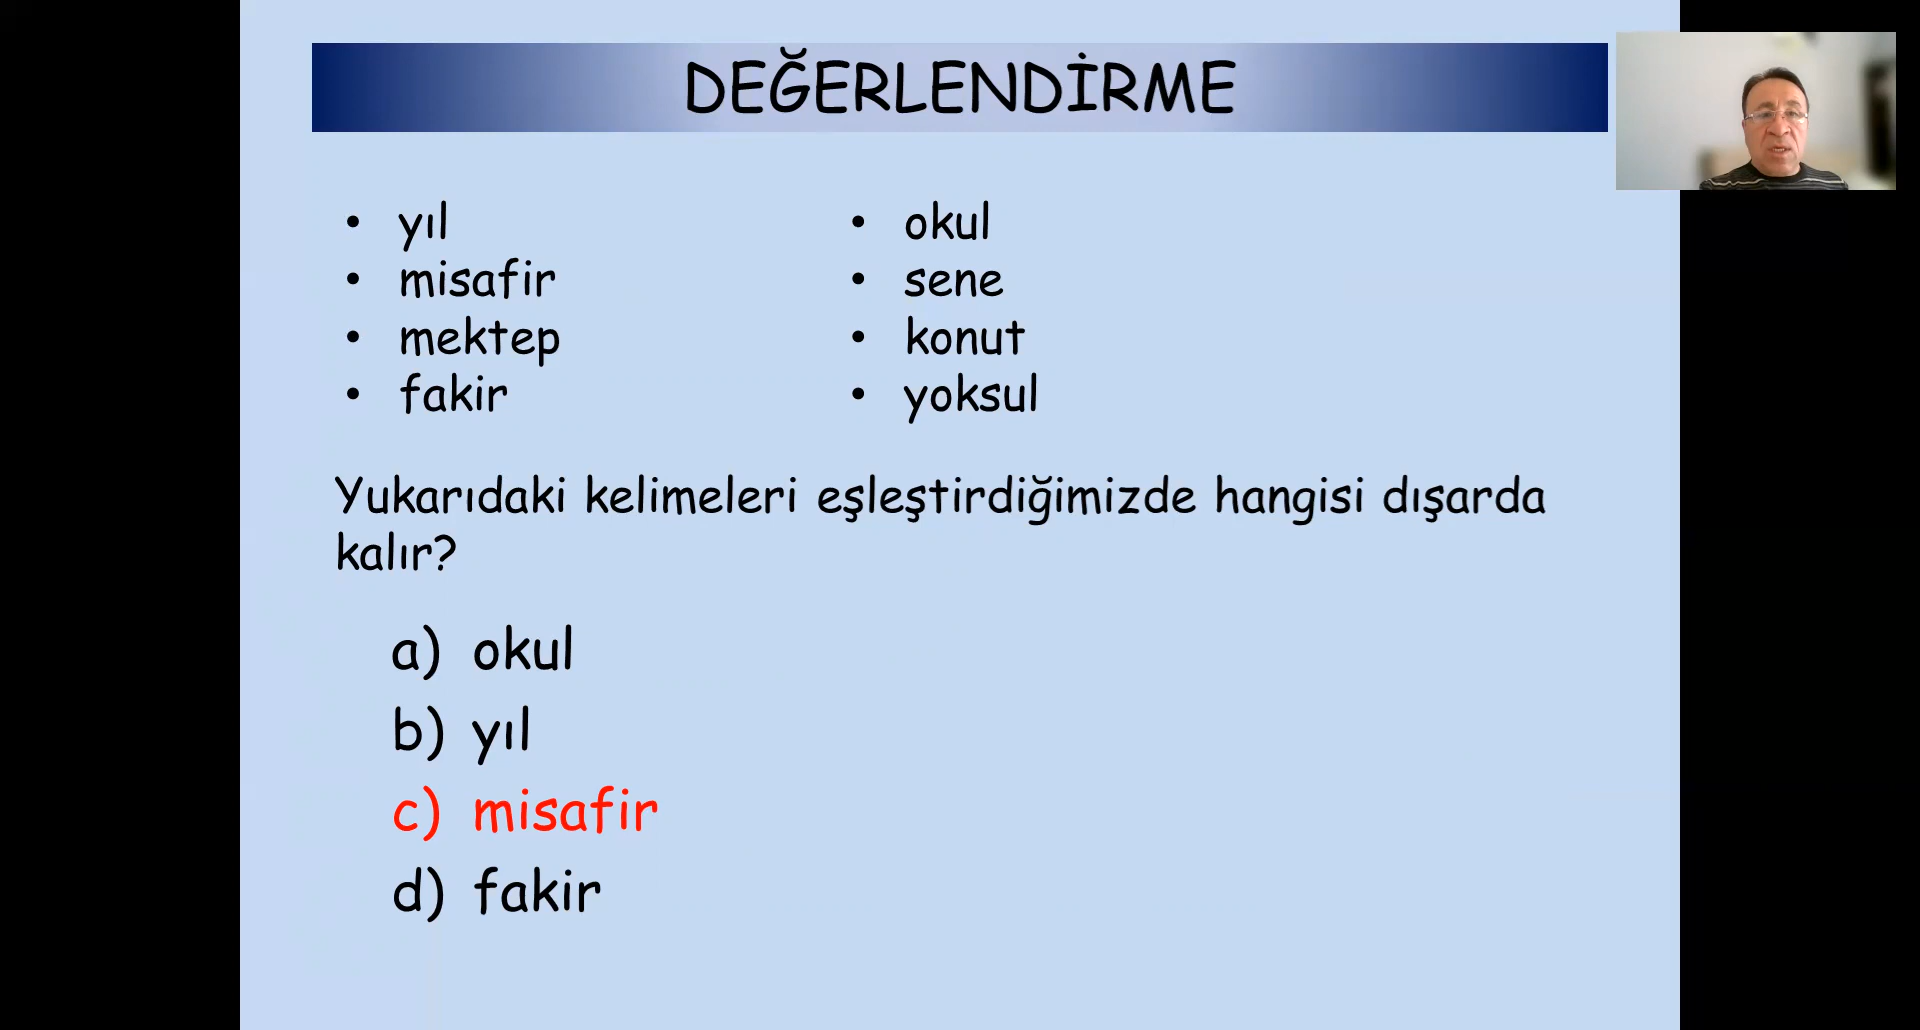 DEĞERLENDİRME
• yıl
• misafir
• mektep
• fakir
• okul
• sene
• konut
• yoksul
Yukarıdaki kelimeleri eşleştirdiğimizde hangisi dışarda
kalır?
a) okul
b) yıl
c) misafir
d) fakir